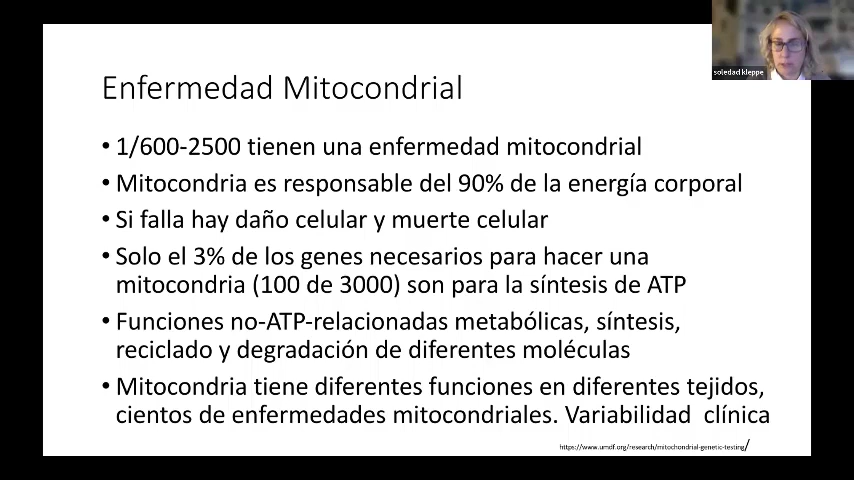 soledad kleppe
Enfermedad Mitocondrial
• 1/600-2500 tienen una enfermedad mitocondrial
• Mitocondria es responsable del 90% de la energía corporal
• Si falla hay daño celular y muerte celular
• Solo el 3% de los genes necesarios para hacer una
mitocondria (100 de 3000) son para la síntesis de ATP
• Funciones no-ATP-relacionadas metabólicas, síntesis,
reciclado y degradación de diferentes moléculas
• Mitocondria tiene diferentes funciones en diferentes tejidos,
cientos de enfermedades mitocondriales. Variabilidad clínica
https://www.umdf.org/research/mitochondrial-genetic-testing/